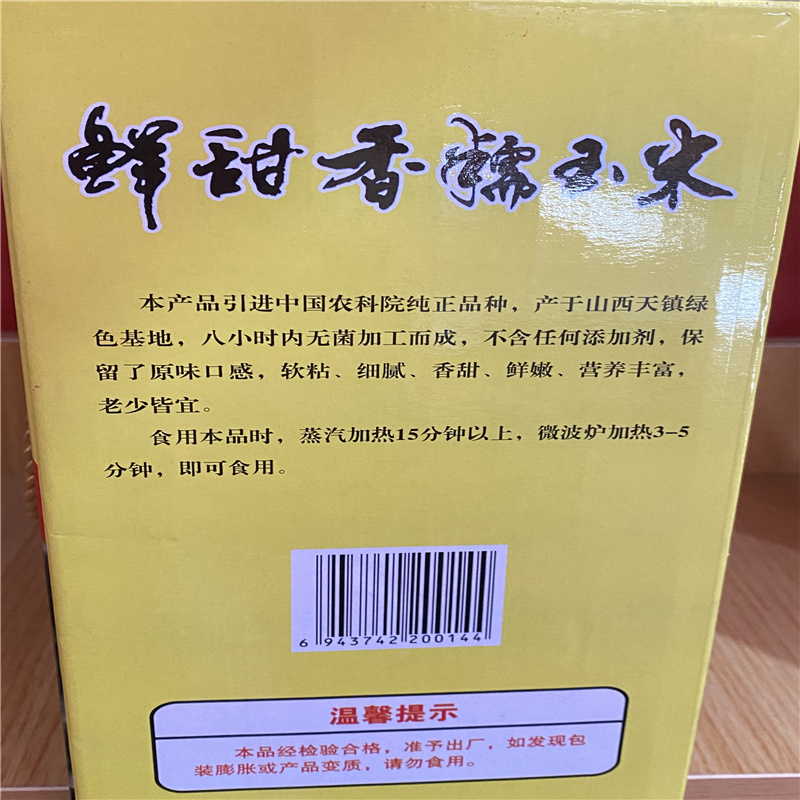 鲜甜香糯玉米
本产品引进中国农科院纯正品种，产于山西天镇绿
色基地，八小时内无菌加工而成，不含任何添加剂，保
留了原味口感，软粘、细腻、香甜、鲜嫩、营养丰富，
老少皆宜。
食用本品时，蒸汽加热15分钟以上，微波炉加热3-5
分钟，即可食用。
6 943742 200144
温馨提示
本品经检验合格，准予出厂，如发现包
装膨胀或产品变质，请勿食用。